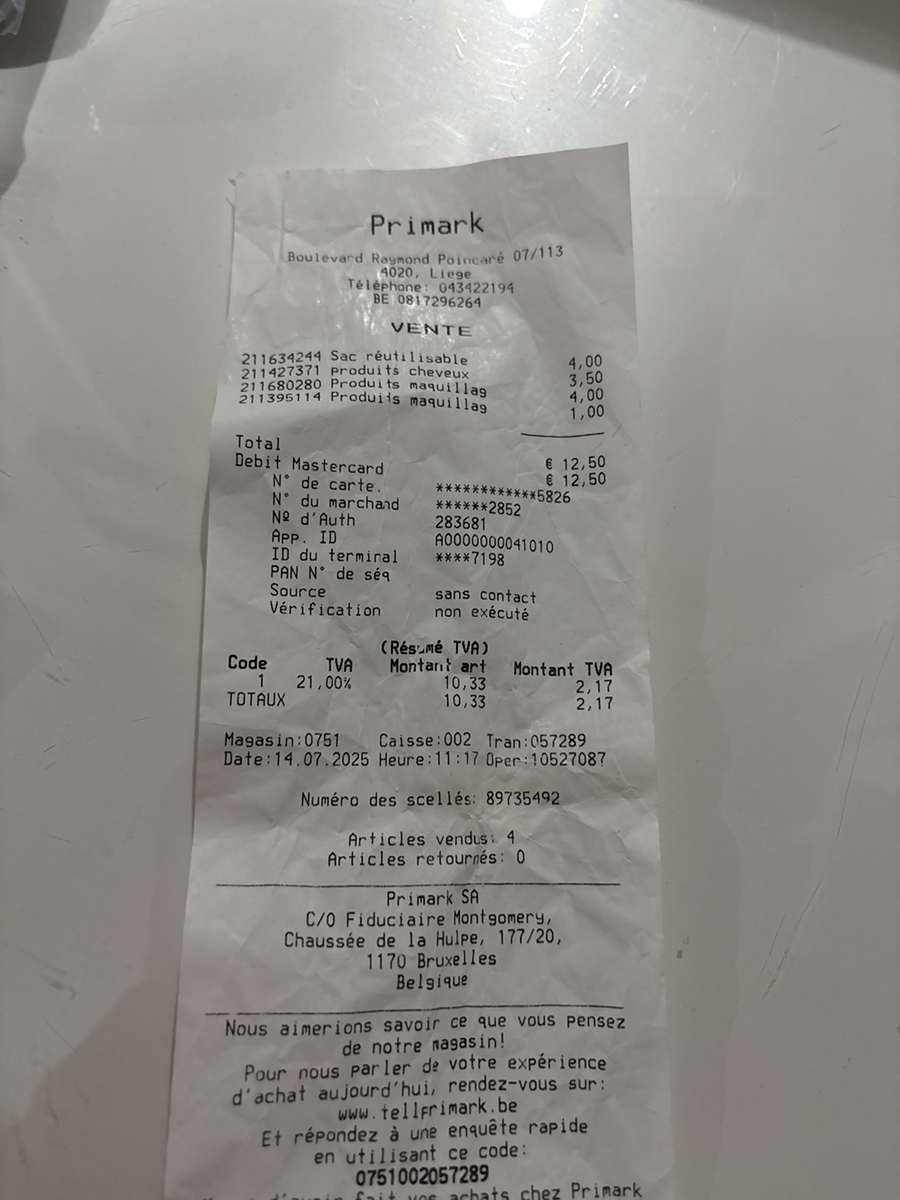 Primark
Boulevard Raymond Poincaré 07/113
4020, Liege
Téléphone: 043422194
BE 0817296264
VENTE
211634244 Sac réutilisable 4,00
211427371 Produits cheveux 3,50
211680280 Produits maquillag 4,00
211395114 Produits maquillag 1,00
Total € 12,50
Debit Mastercard € 12,50
N° de carte. ************5826
N° du marchand ******2852
Nº d'Auth 283681
App. ID A0000000041010
ID du terminal ****7198
PAN N° de séq
Source sans contact
Vérification non exécuté
(Résumé TVA)
Code TVA Montant art Montant TVA
1 21,00% 10,33 2,17
TOTAUX 10,33 2,17
Magasin:0751 Caisse:002 Tran:057289
Date:14.07.2025 Heure:11:17 Oper:10527087
Numéro des scellés: 89735492
Articles vendus: 4
Articles retournés: 0
Primark SA
C/O Fiduciaire Montgomery,
Chaussée de la Hulpe, 177/20,
1170 Bruxelles
Belgique
Nous aimerions savoir ce que vous pensez
de notre magasin!
Pour nous parler de votre expérience
d'achat aujourd'hui, rendez-vous sur:
www.tellprimark.be
Et répondez à une enquête rapide
en utilisant ce code:
0751002057289
d'avoir fait vos achats chez Primark